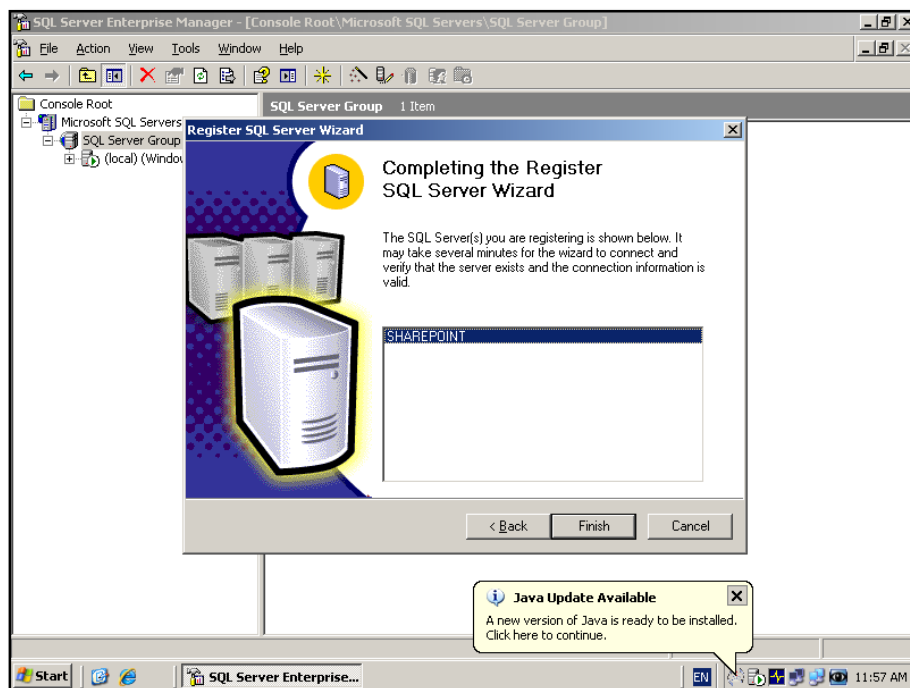 SQL Server Enterprise Manager - [Console Root\Microsoft SQL Servers\SQL Server Group]
File Action View Tools Window Help
Console Root
Microsoft SQL Servers
SQL Server Group
(local) (Window
SQL Server Group 1 Item
Register SQL Server Wizard
Completing the Register
SQL Server Wizard
The SQL Server(s) you are registering is shown below. It
may take several minutes for the wizard to connect and
verify that the server exists and the connection information is
valid.
SHAREPOINT
< Back Finish Cancel
Java Update Available
A new version of Java is ready to be installed.
Click here to continue.
Start SQL Server Enterprise... EN 11:57 AM